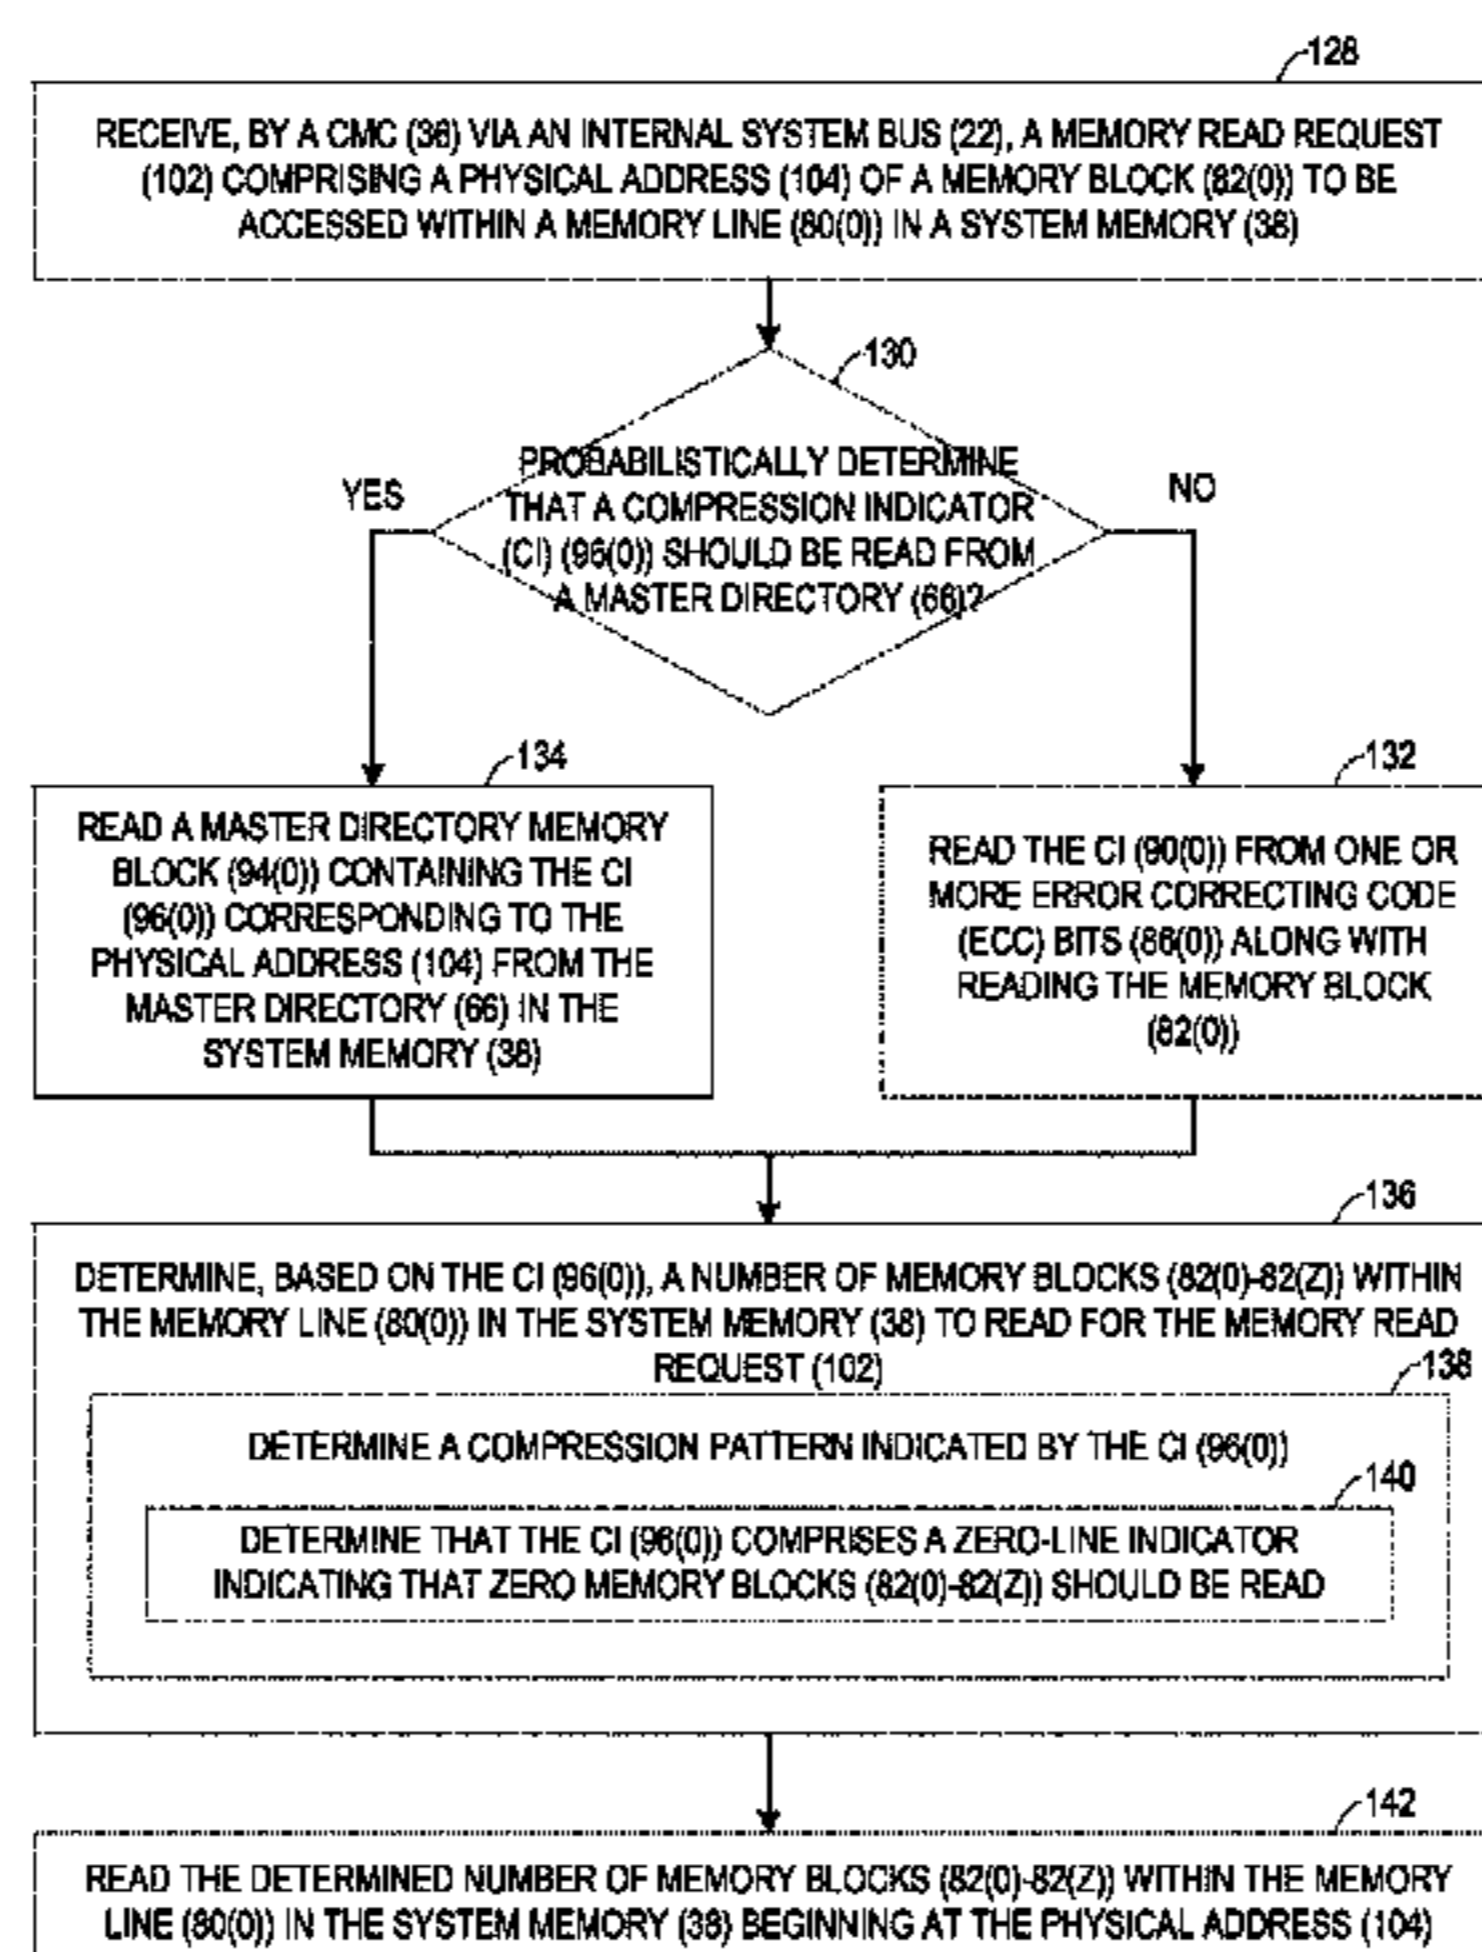 128
RECEIVE, BY A CMC (36) VIA AN INTERNAL SYSTEM BUS (22), A MEMORY READ REQUEST
(102) COMPRISING A PHYSICAL ADDRESS (104) OF A MEMORY BLOCK (82(0)) TO BE
ACCESSED WITHIN A MEMORY LINE (80(0)) IN A SYSTEM MEMORY (38)
130
PROBABILISTICALLY DETERMINE
THAT A COMPRESSION INDICATOR
(CI) (96(0)) SHOULD BE READ FROM
A MASTER DIRECTORY (66)?
YES
NO
134
READ A MASTER DIRECTORY MEMORY
BLOCK (94(0)) CONTAINING THE CI
(96(0)) CORRESPONDING TO THE
PHYSICAL ADDRESS (104) FROM THE
MASTER DIRECTORY (66) IN THE
SYSTEM MEMORY (38)
132
READ THE CI (90(0)) FROM ONE OR
MORE ERROR CORRECTING CODE
(ECC) BITS (86(0)) ALONG WITH
READING THE MEMORY BLOCK
(82(0))
136
DETERMINE, BASED ON THE CI (96(0)), A NUMBER OF MEMORY BLOCKS (82(0)-82(Z)) WITHIN
THE MEMORY LINE (80(0)) IN THE SYSTEM MEMORY (38) TO READ FOR THE MEMORY READ
REQUEST (102)
138
DETERMINE A COMPRESSION PATTERN INDICATED BY THE CI (96(0))
140
DETERMINE THAT THE CI (96(0)) COMPRISES A ZERO-LINE INDICATOR
INDICATING THAT ZERO MEMORY BLOCKS (82(0)-82(Z)) SHOULD BE READ
142
READ THE DETERMINED NUMBER OF MEMORY BLOCKS (82(0)-82(Z)) WITHIN THE MEMORY
LINE (80(0)) IN THE SYSTEM MEMORY (38) BEGINNING AT THE PHYSICAL ADDRESS (104)